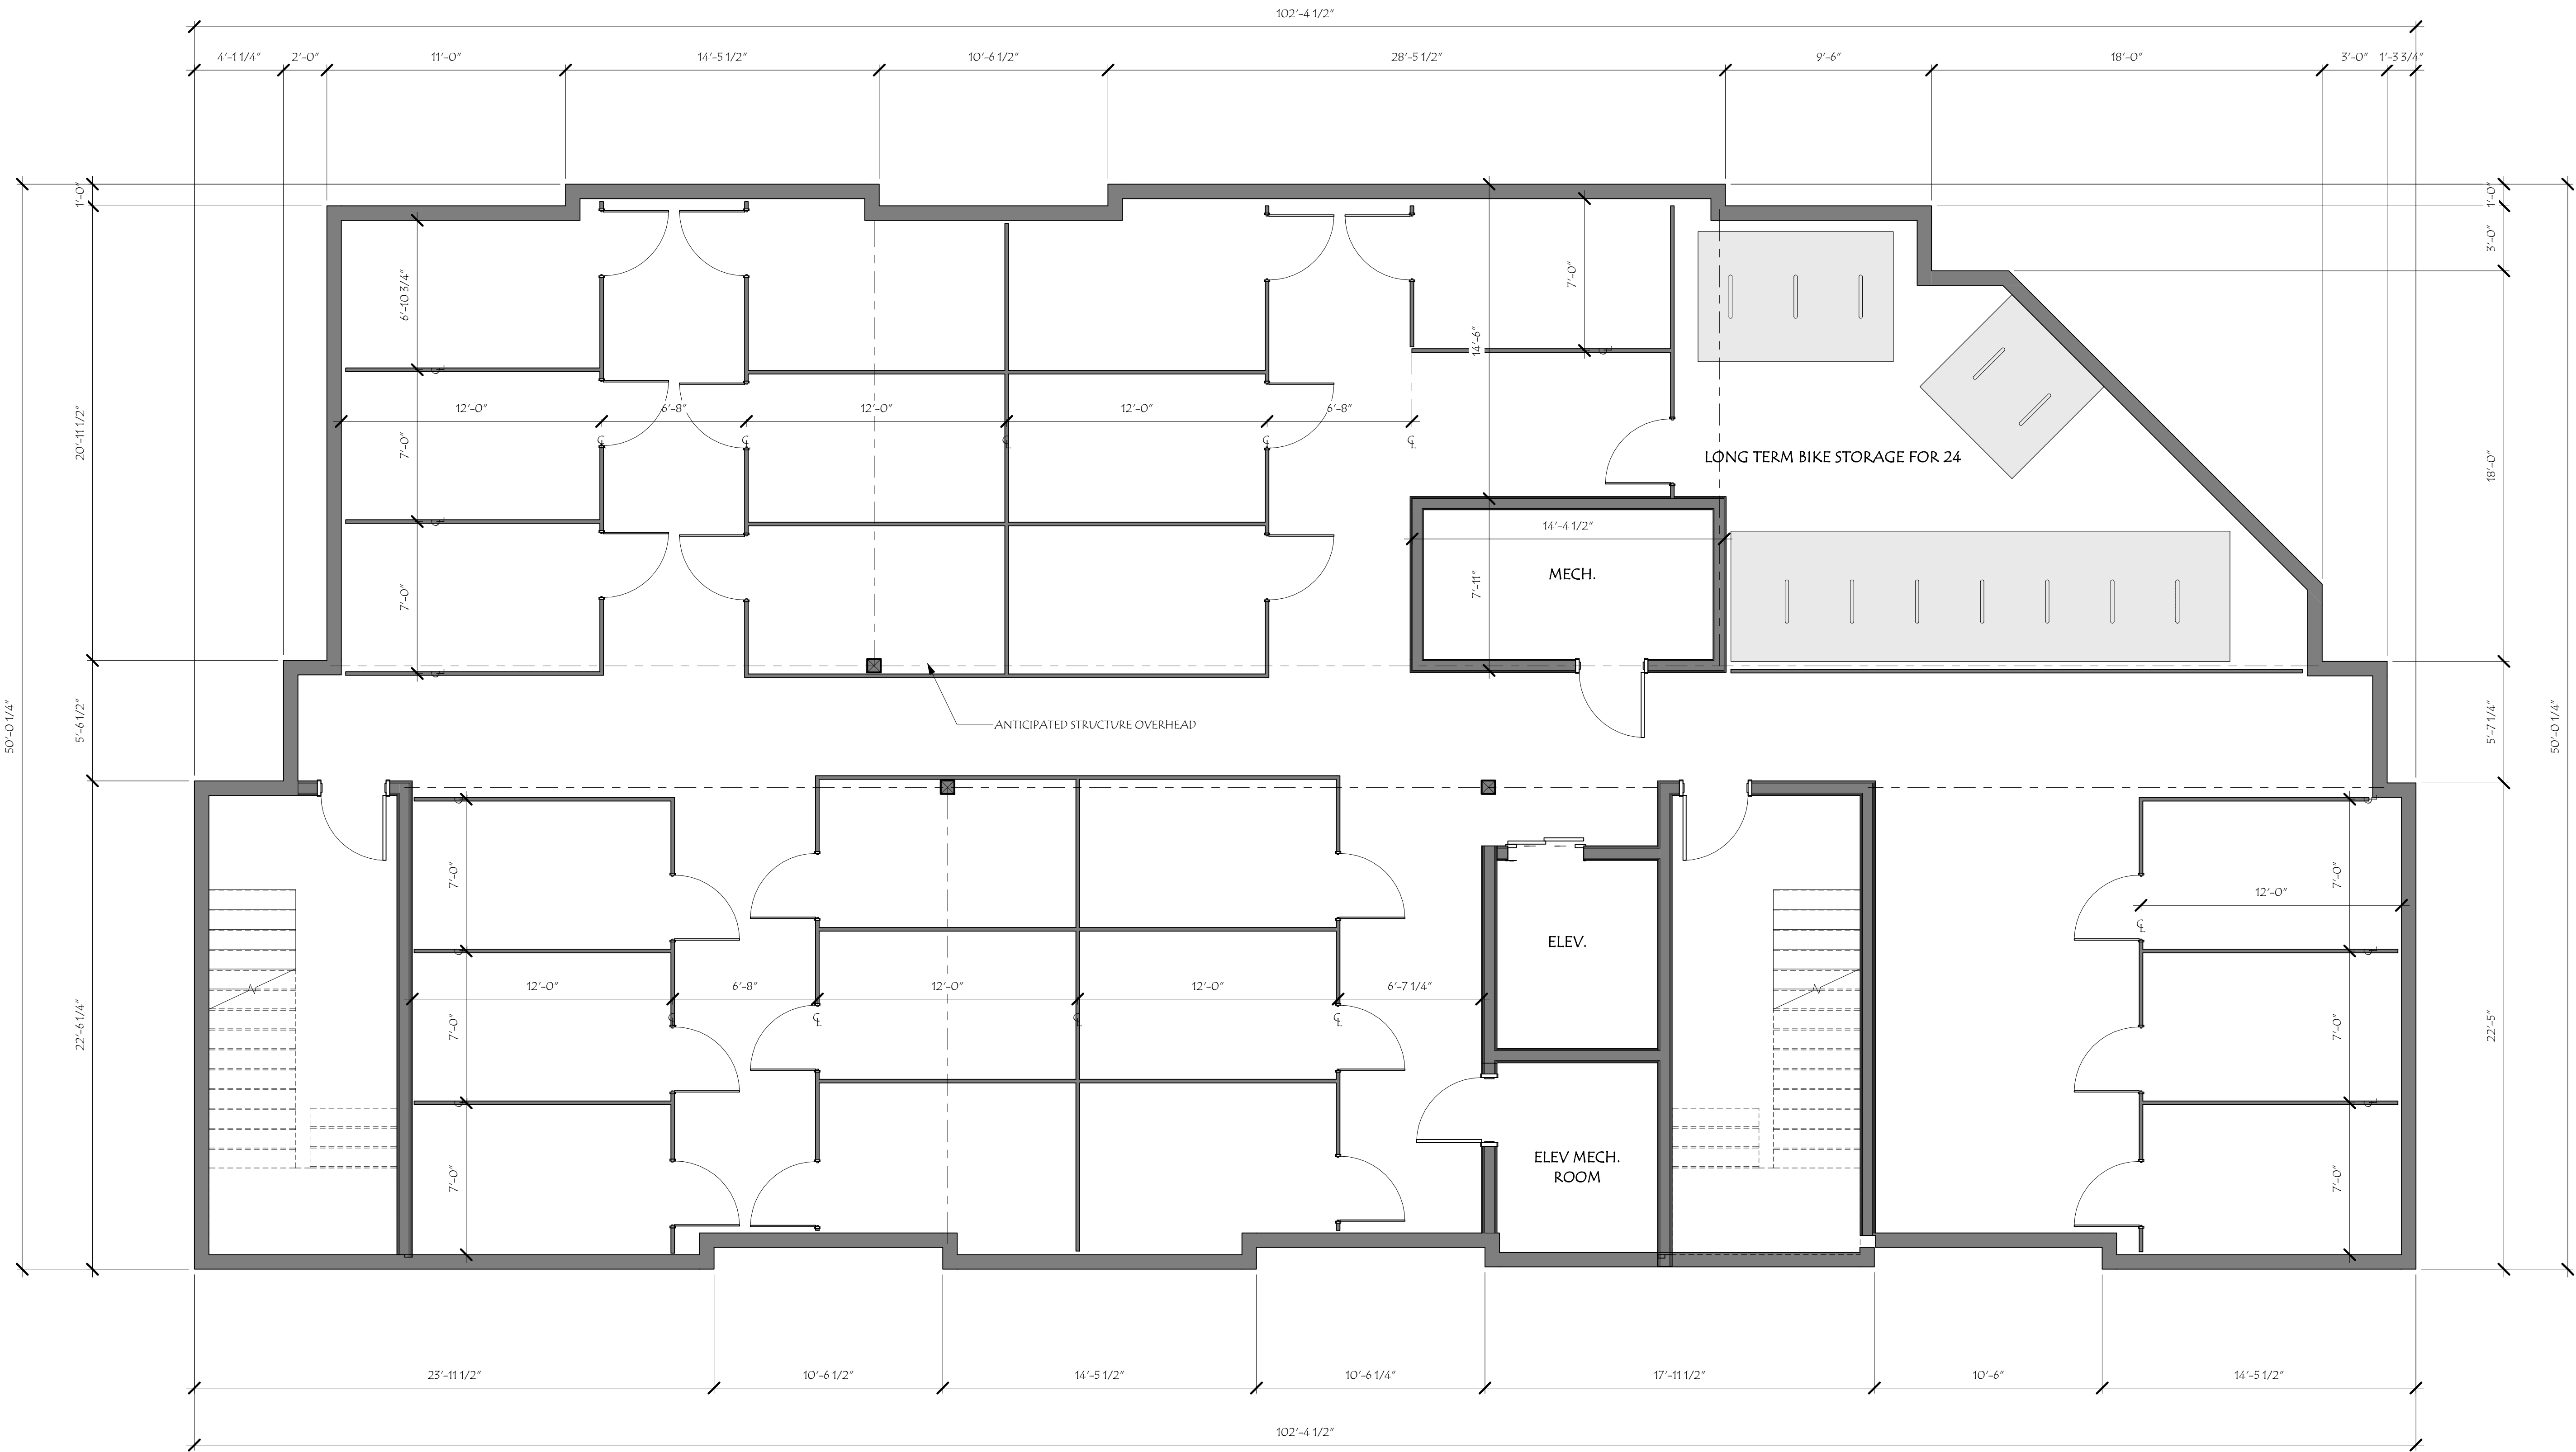 102'-4 1/2"
4'-1 1/4" 2'-0" 11'-0" 14'-5 1/2" 10'-6 1/2" 28'-5 1/2" 9'-6" 18'-0" 3'-0" 1'-3 3/4"
1'-0"
1'-0"
3'-0"
6'-10 3/4"
7'-0"
14'-6"
20'-11 1/2"
12'-0" 6'-8" 12'-0" 12'-0" 6'-8"
7'-0"
LONG TERM BIKE STORAGE FOR 24
18'-0"
14'-4 1/2"
MECH.
7'-0"
7'-11"
50'-0 1/4"
5'-6 1/2"
ANTICIPATED STRUCTURE OVERHEAD
5'-7 1/4"
50'-0 1/4"
7'-0"
7'-0"
12'-0"
ELEV.
12'-0" 6'-8" 12'-0" 12'-0" 6'-7 1/4"
22'-6 1/4"
7'-0"
7'-0"
22'-5"
ELEV MECH.
ROOM
7'-0"
7'-0"
23'-11 1/2" 10'-6 1/2" 14'-5 1/2" 10'-6 1/4" 17'-11 1/2" 10'-6" 14'-5 1/2"
102'-4 1/2"